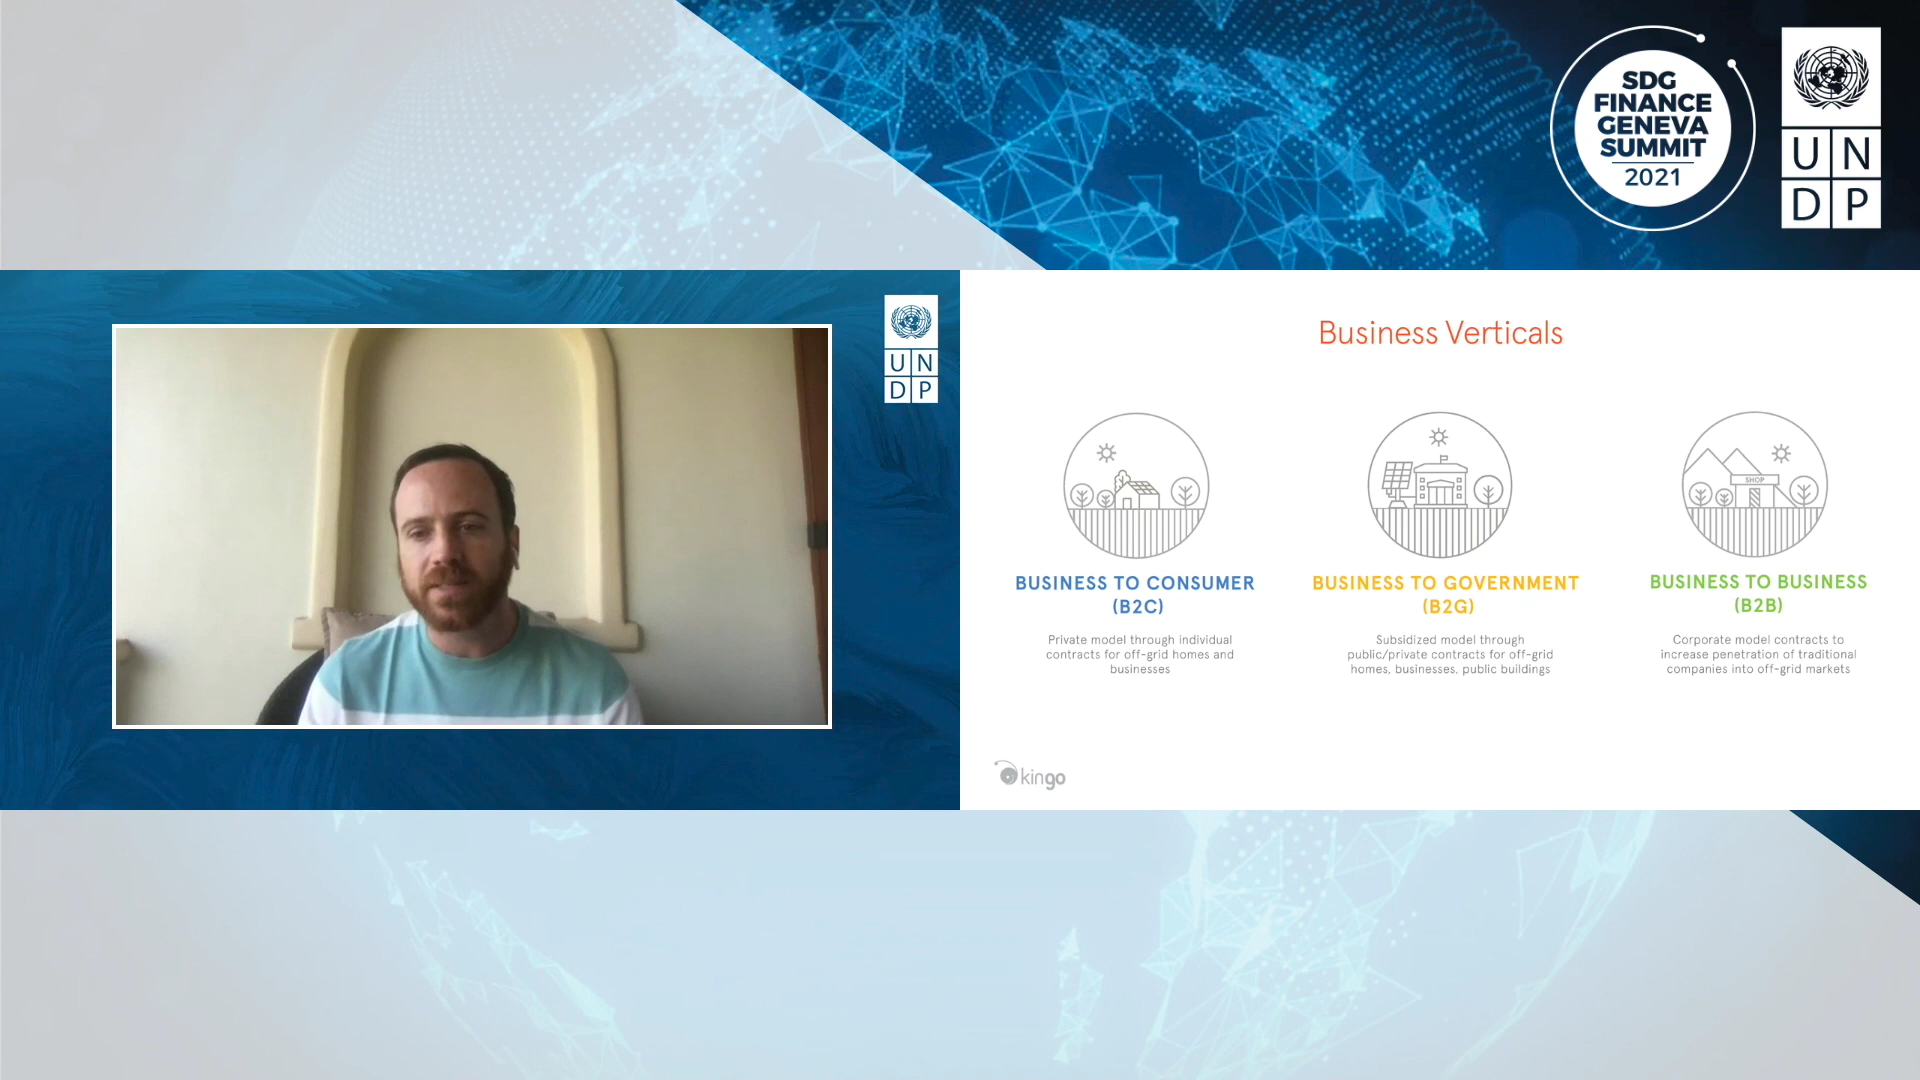 SDG
FINANCE
GENEVA
SUMMIT
2021
U N
D P
U N
D P
Business Verticals
SHOP
BUSINESS TO CONSUMER
(B2C)
Private model through individual
contracts for off-grid homes and
businesses
BUSINESS TO GOVERNMENT
(B2G)
Subsidized model through
public/private contracts for off-grid
homes, businesses, public buildings
BUSINESS TO BUSINESS
(B2B)
Corporate model contracts to
increase penetration of traditional
companies into off-grid markets
kingo